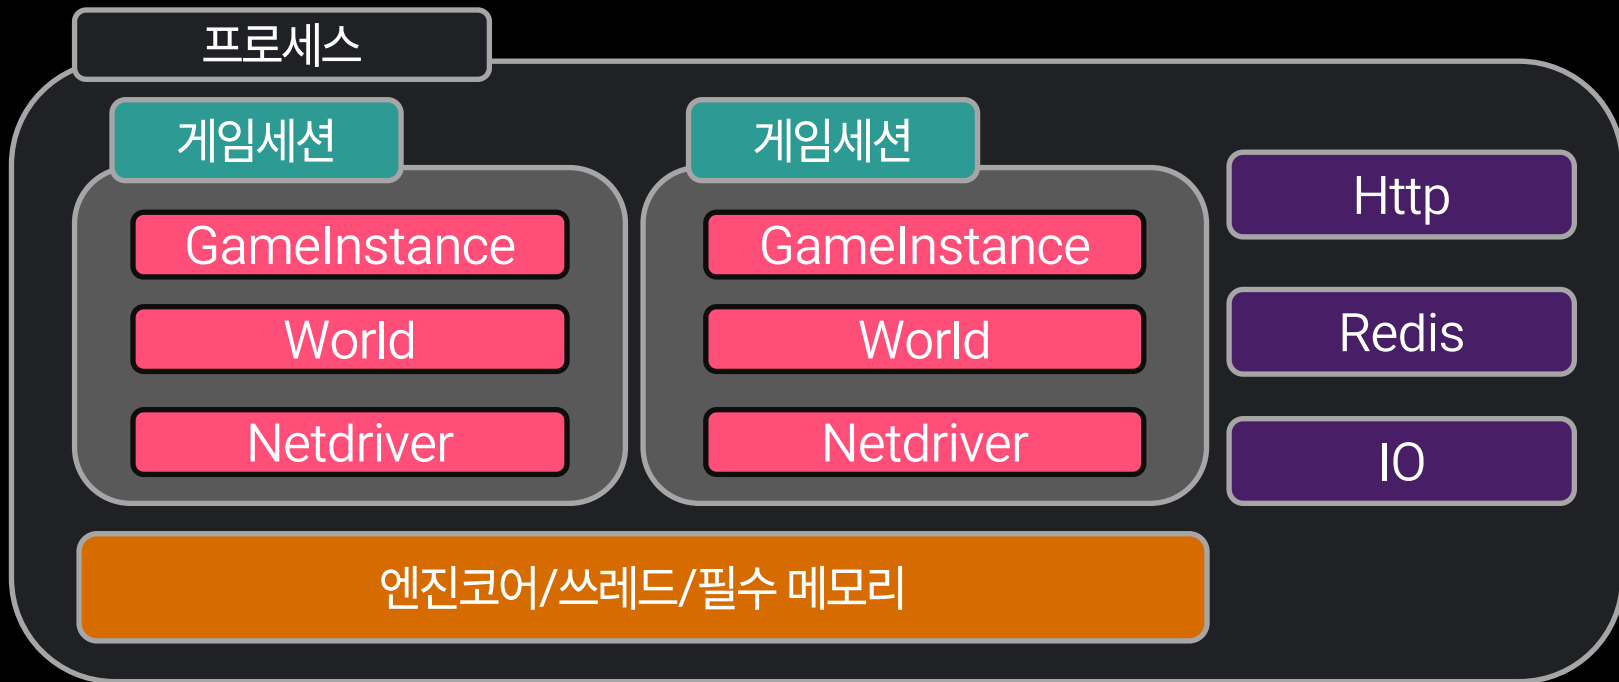 프로세스
게임세션
GameInstance
World
Netdriver
게임세션
GameInstance
World
Netdriver
Http
Redis
IO
엔진코어/쓰레드/필수 메모리